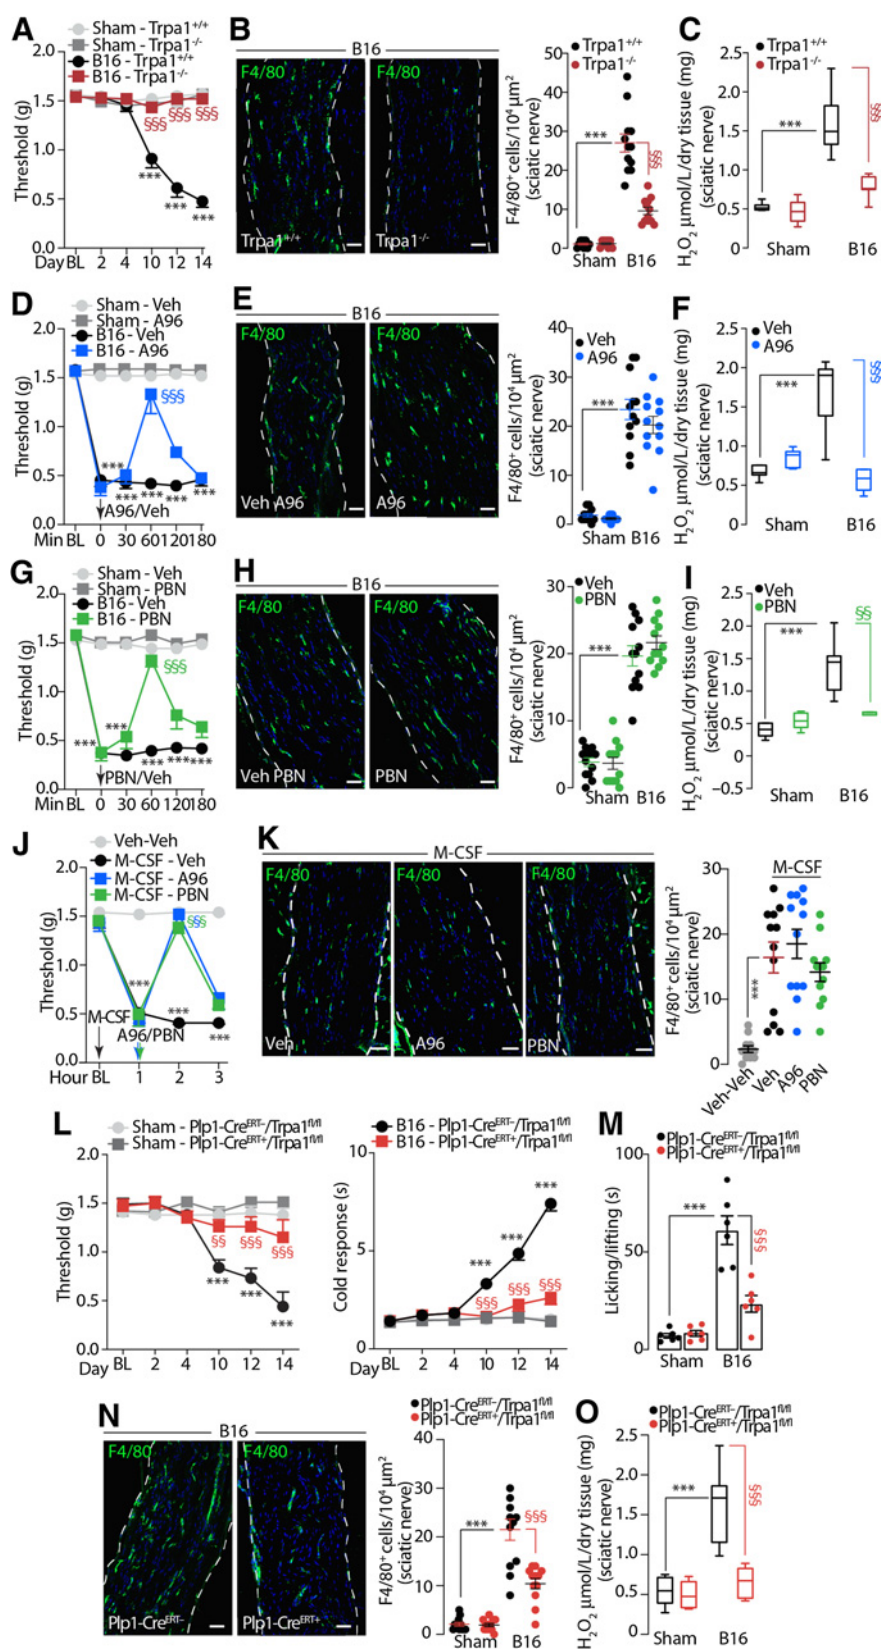 A
Sham - Trpa1+/+
Sham - Trpa1-/-
B16 - Trpa1+/+
B16 - Trpa1-/-
Threshold (g)
2.0
1.5
1.0
0.5
0.0
§§§ §§§ §§§
***
***
***
Day BL 2 4 10 12 14
B
B16
F4/80
F4/80
Trpa1+/+
Trpa1-/-
F4/80+ cells/10⁴ µm²
(sciatic nerve)
50
40
30
20
10
0
Trpa1+/+
Trpa1-/-
***
§§§
Sham B16
C
H₂O₂ µmol/L/dry tissue (mg)
(sciatic nerve)
2.5
2.0
1.5
1.0
0.5
0.0
Trpa1+/+
Trpa1-/-
***
§§§
Sham B16
D
Sham - Veh
Sham - A96
B16 - Veh
B16 - A96
Threshold (g)
2.0
1.5
1.0
0.5
0.0
§§§
***
*** *** *** ***
A96/Veh
Min BL 0 30 60 120 180
E
B16
F4/80
F4/80
Veh A96
A96
F4/80+ cells/10⁴ µm²
(sciatic nerve)
40
30
20
10
0
Veh
A96
***
Sham B16
F
H₂O₂ µmol/L/dry tissue (mg)
(sciatic nerve)
2.5
2.0
1.5
1.0
0.5
0.0
Veh
A96
***
§§§
Sham B16
G
Sham - Veh
Sham - PBN
B16 - Veh
B16 - PBN
Threshold (g)
2.0
1.5
1.0
0.5
0.0
§§§
*** ***
*** *** ***
PBN/Veh
Min BL 0 30 60 120 180
H
B16
F4/80
F4/80
Veh PBN
PBN
F4/80+ cells/10⁴ µm²
(sciatic nerve)
30
20
10
0
Veh
PBN
***
Sham B16
I
H₂O₂ µmol/L/dry tissue (mg)
(sciatic nerve)
2.5
2.0
1.5
1.0
0.5
0.0
−0.5
Veh
PBN
***
§§
Sham B16
J
Veh-Veh
M-CSF - Veh
M-CSF - A96
M-CSF - PBN
Threshold (g)
2.0
1.5
1.0
0.5
0.0
§§§
***
***
***
M-CSF
A96/PBN
Hour BL 1 2 3
K
M-CSF
F4/80
F4/80
F4/80
Veh
A96
PBN
F4/80+ cells/10⁴ µm²
(sciatic nerve)
30
20
10
0
M-CSF
***
Veh-Veh
Veh
A96
PBN
L
Sham - Plp1-CreERT−/Trpa1fl/fl
Sham - Plp1-CreERT+/Trpa1fl/fl
B16 - Plp1-CreERT−/Trpa1fl/fl
B16 - Plp1-CreERT+/Trpa1fl/fl
Threshold (g)
2.0
1.5
1.0
0.5
0.0
§§ §§§ §§§
***
***
***
Day BL 2 4 10 12 14
Cold response (s)
10
5
0
***
***
***
§§§ §§§ §§§
Day BL 2 4 10 12 14
M
Plp1-CreERT−/Trpa1fl/fl
Plp1-CreERT+/Trpa1fl/fl
Licking/lifting (s)
100
50
0
***
§§§
Sham B16
N
B16
F4/80
F4/80
Plp1-CreERT−
Plp1-CreERT+
Plp1-CreERT−/Trpa1fl/fl
Plp1-CreERT+/Trpa1fl/fl
F4/80+ cells/10⁴ µm²
(sciatic nerve)
40
30
20
10
0
***
§§§
Sham B16
O
Plp1-CreERT−/Trpa1fl/fl
Plp1-CreERT+/Trpa1fl/fl
H₂O₂ µmol/L/dry tissue (mg)
(sciatic nerve)
2.5
2.0
1.5
1.0
0.5
0.0
***
§§§
Sham B16